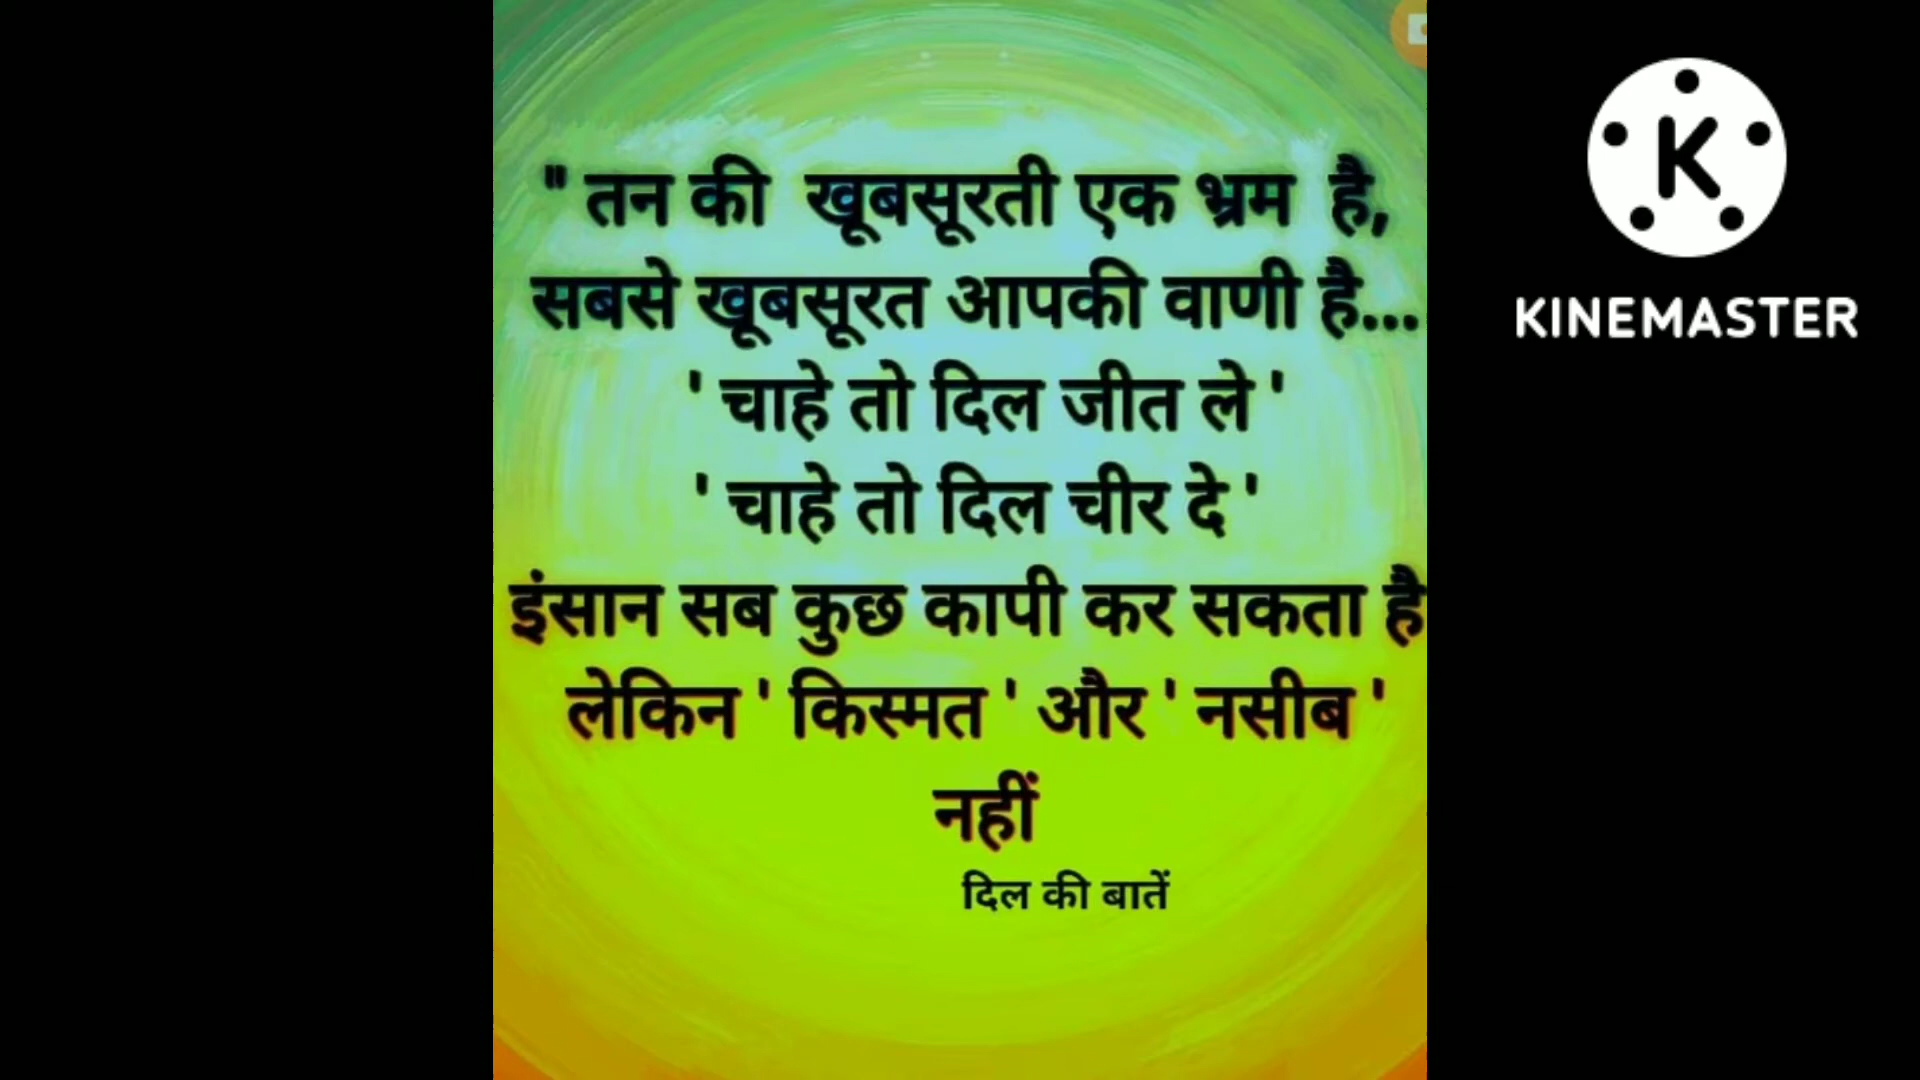 " तन की खूबसूरती एक भ्रम है,
सबसे खूबसूरत आपकी वाणी है...
' चाहे तो दिल जीत ले '
' चाहे तो दिल चीर दे '
इंसान सब कुछ कापी कर सकता है
लेकिन ' किस्मत ' और ' नसीब '
नहीं
दिल की बातें
K
KINEMASTER